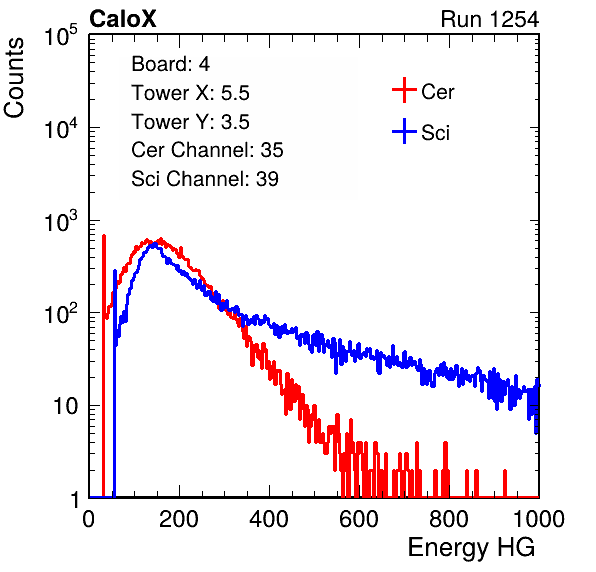 CaloX Run 1254
Counts
Board: 4
Tower X: 5.5
Tower Y: 3.5
Cer Channel: 35
Sci Channel: 39
Cer
Sci
10^5
10^4
10^3
10^2
10
1
0 200 400 600 800 1000
Energy HG